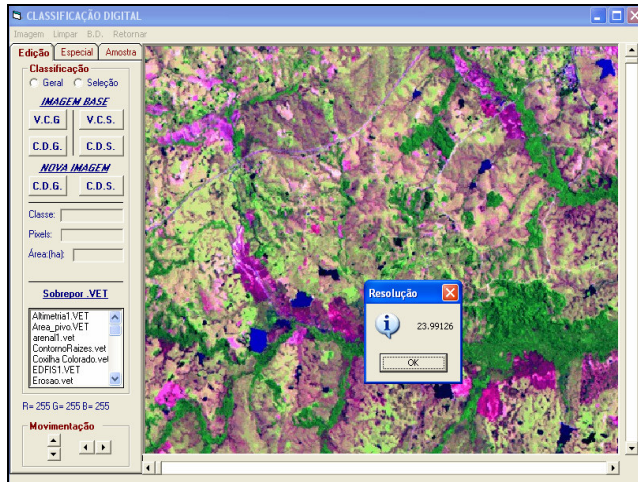 CLASSIFICAÇÃO DIGITAL
Imagem Limpar B.D. Retornar
Edição Especial Amostra
Classificação
Geral Seleção
IMAGEM BASE
V.C.G V.C.S.
C.D.G. C.D.S.
NOVA IMAGEM
C.D.G. C.D.S.
Classe:
Pixels:
Área:(ha):
Sobrepor .VET
Altimetria1.VET
Area_pivo.VET
arenal1.vet
ContornoRaizes.vet
Coxilha Colorado.vet
EDFIS1.VET
Erosao.vet
R= 255 G= 255 B= 255
Movimentação
Resolução
23.99126
OK